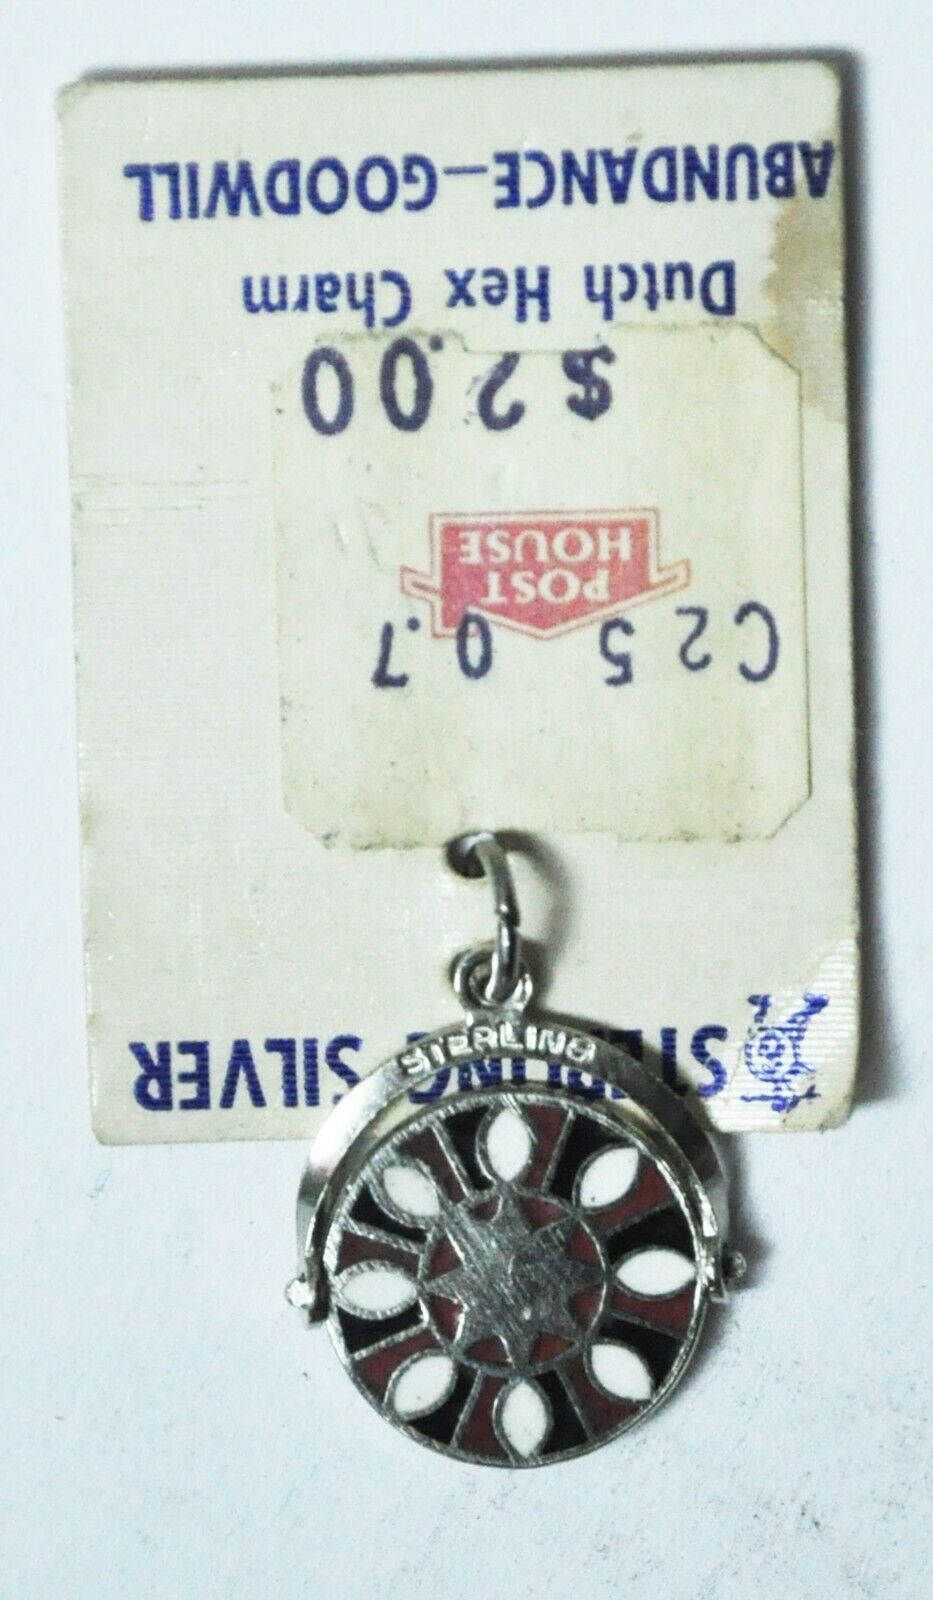 STERLING SILVER
C25 0.7
POST
HOUSE
$2.00
Dutch Hex Charm
ABUNDANCE—GOODWILL
STERLING